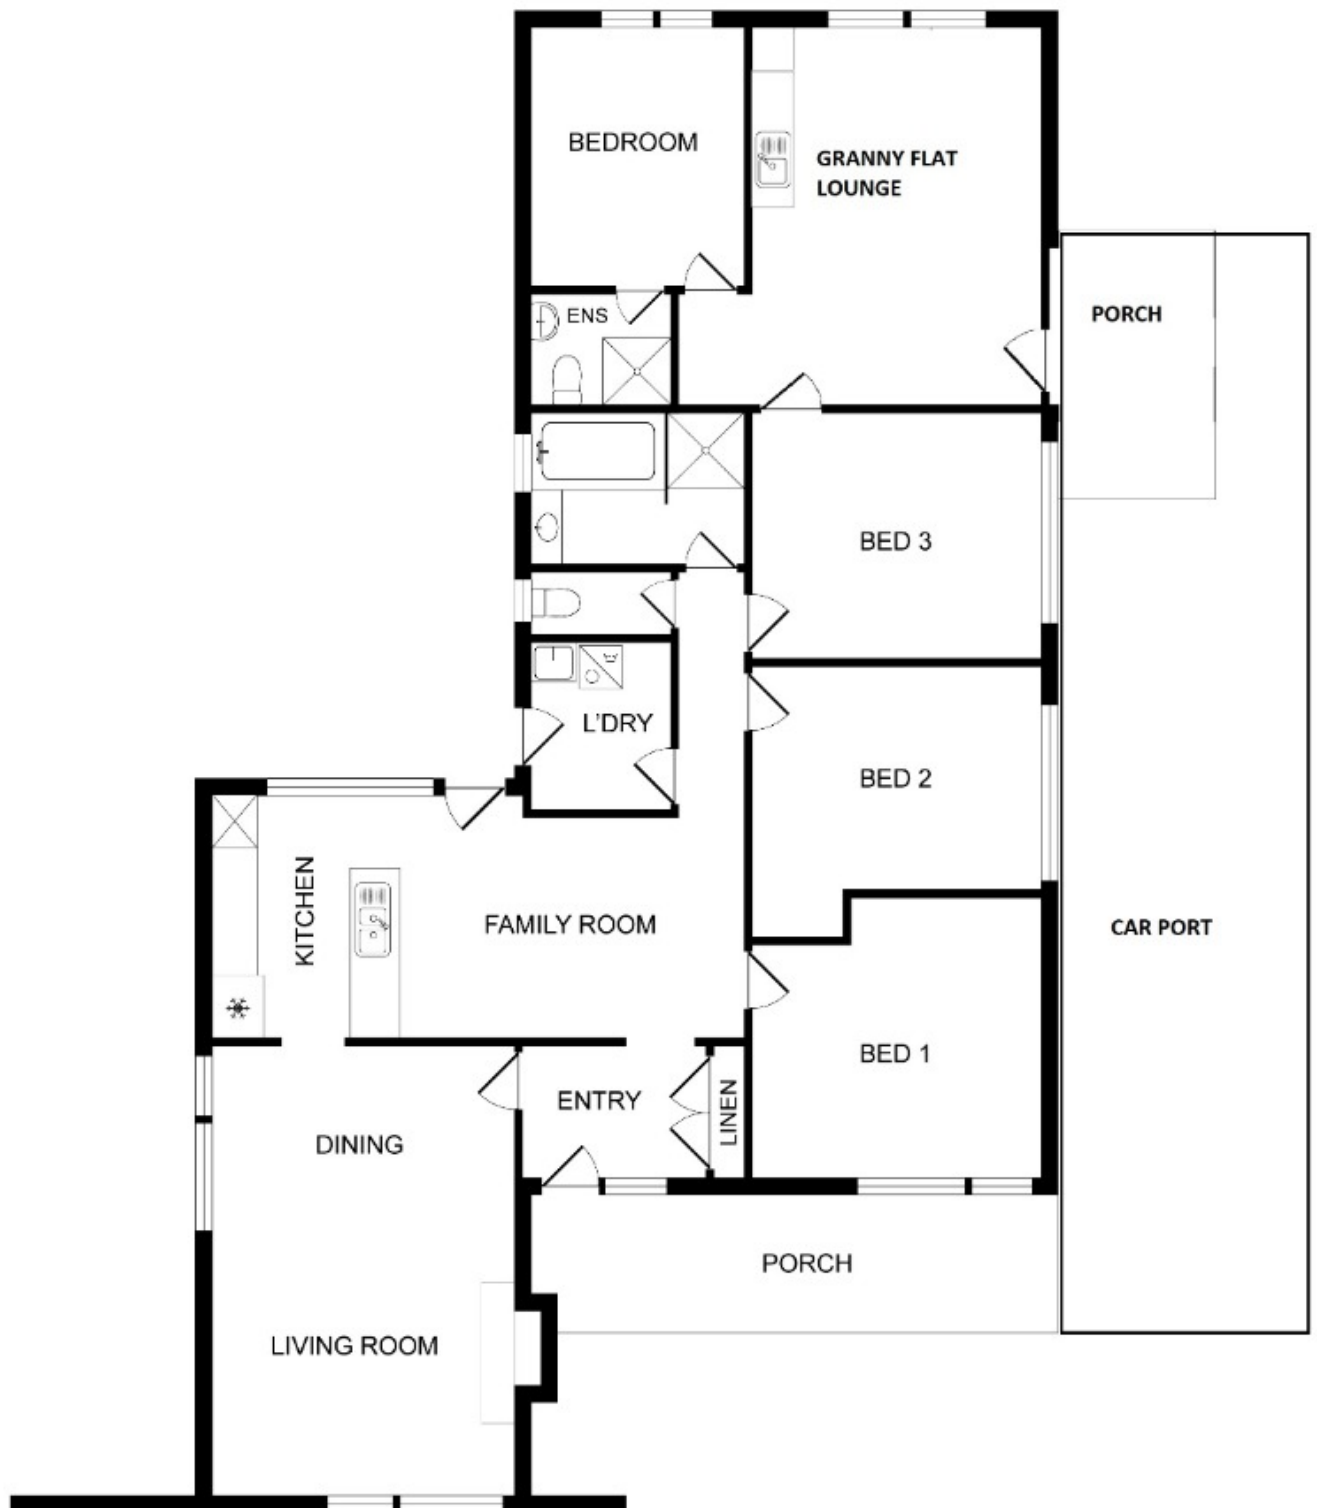 BEDROOM
GRANNY FLAT
LOUNGE
ENS
PORCH
BED 3
L'DRY
BED 2
KITCHEN
FAMILY ROOM
CAR PORT
BED 1
ENTRY
LINEN
DINING
PORCH
LIVING ROOM